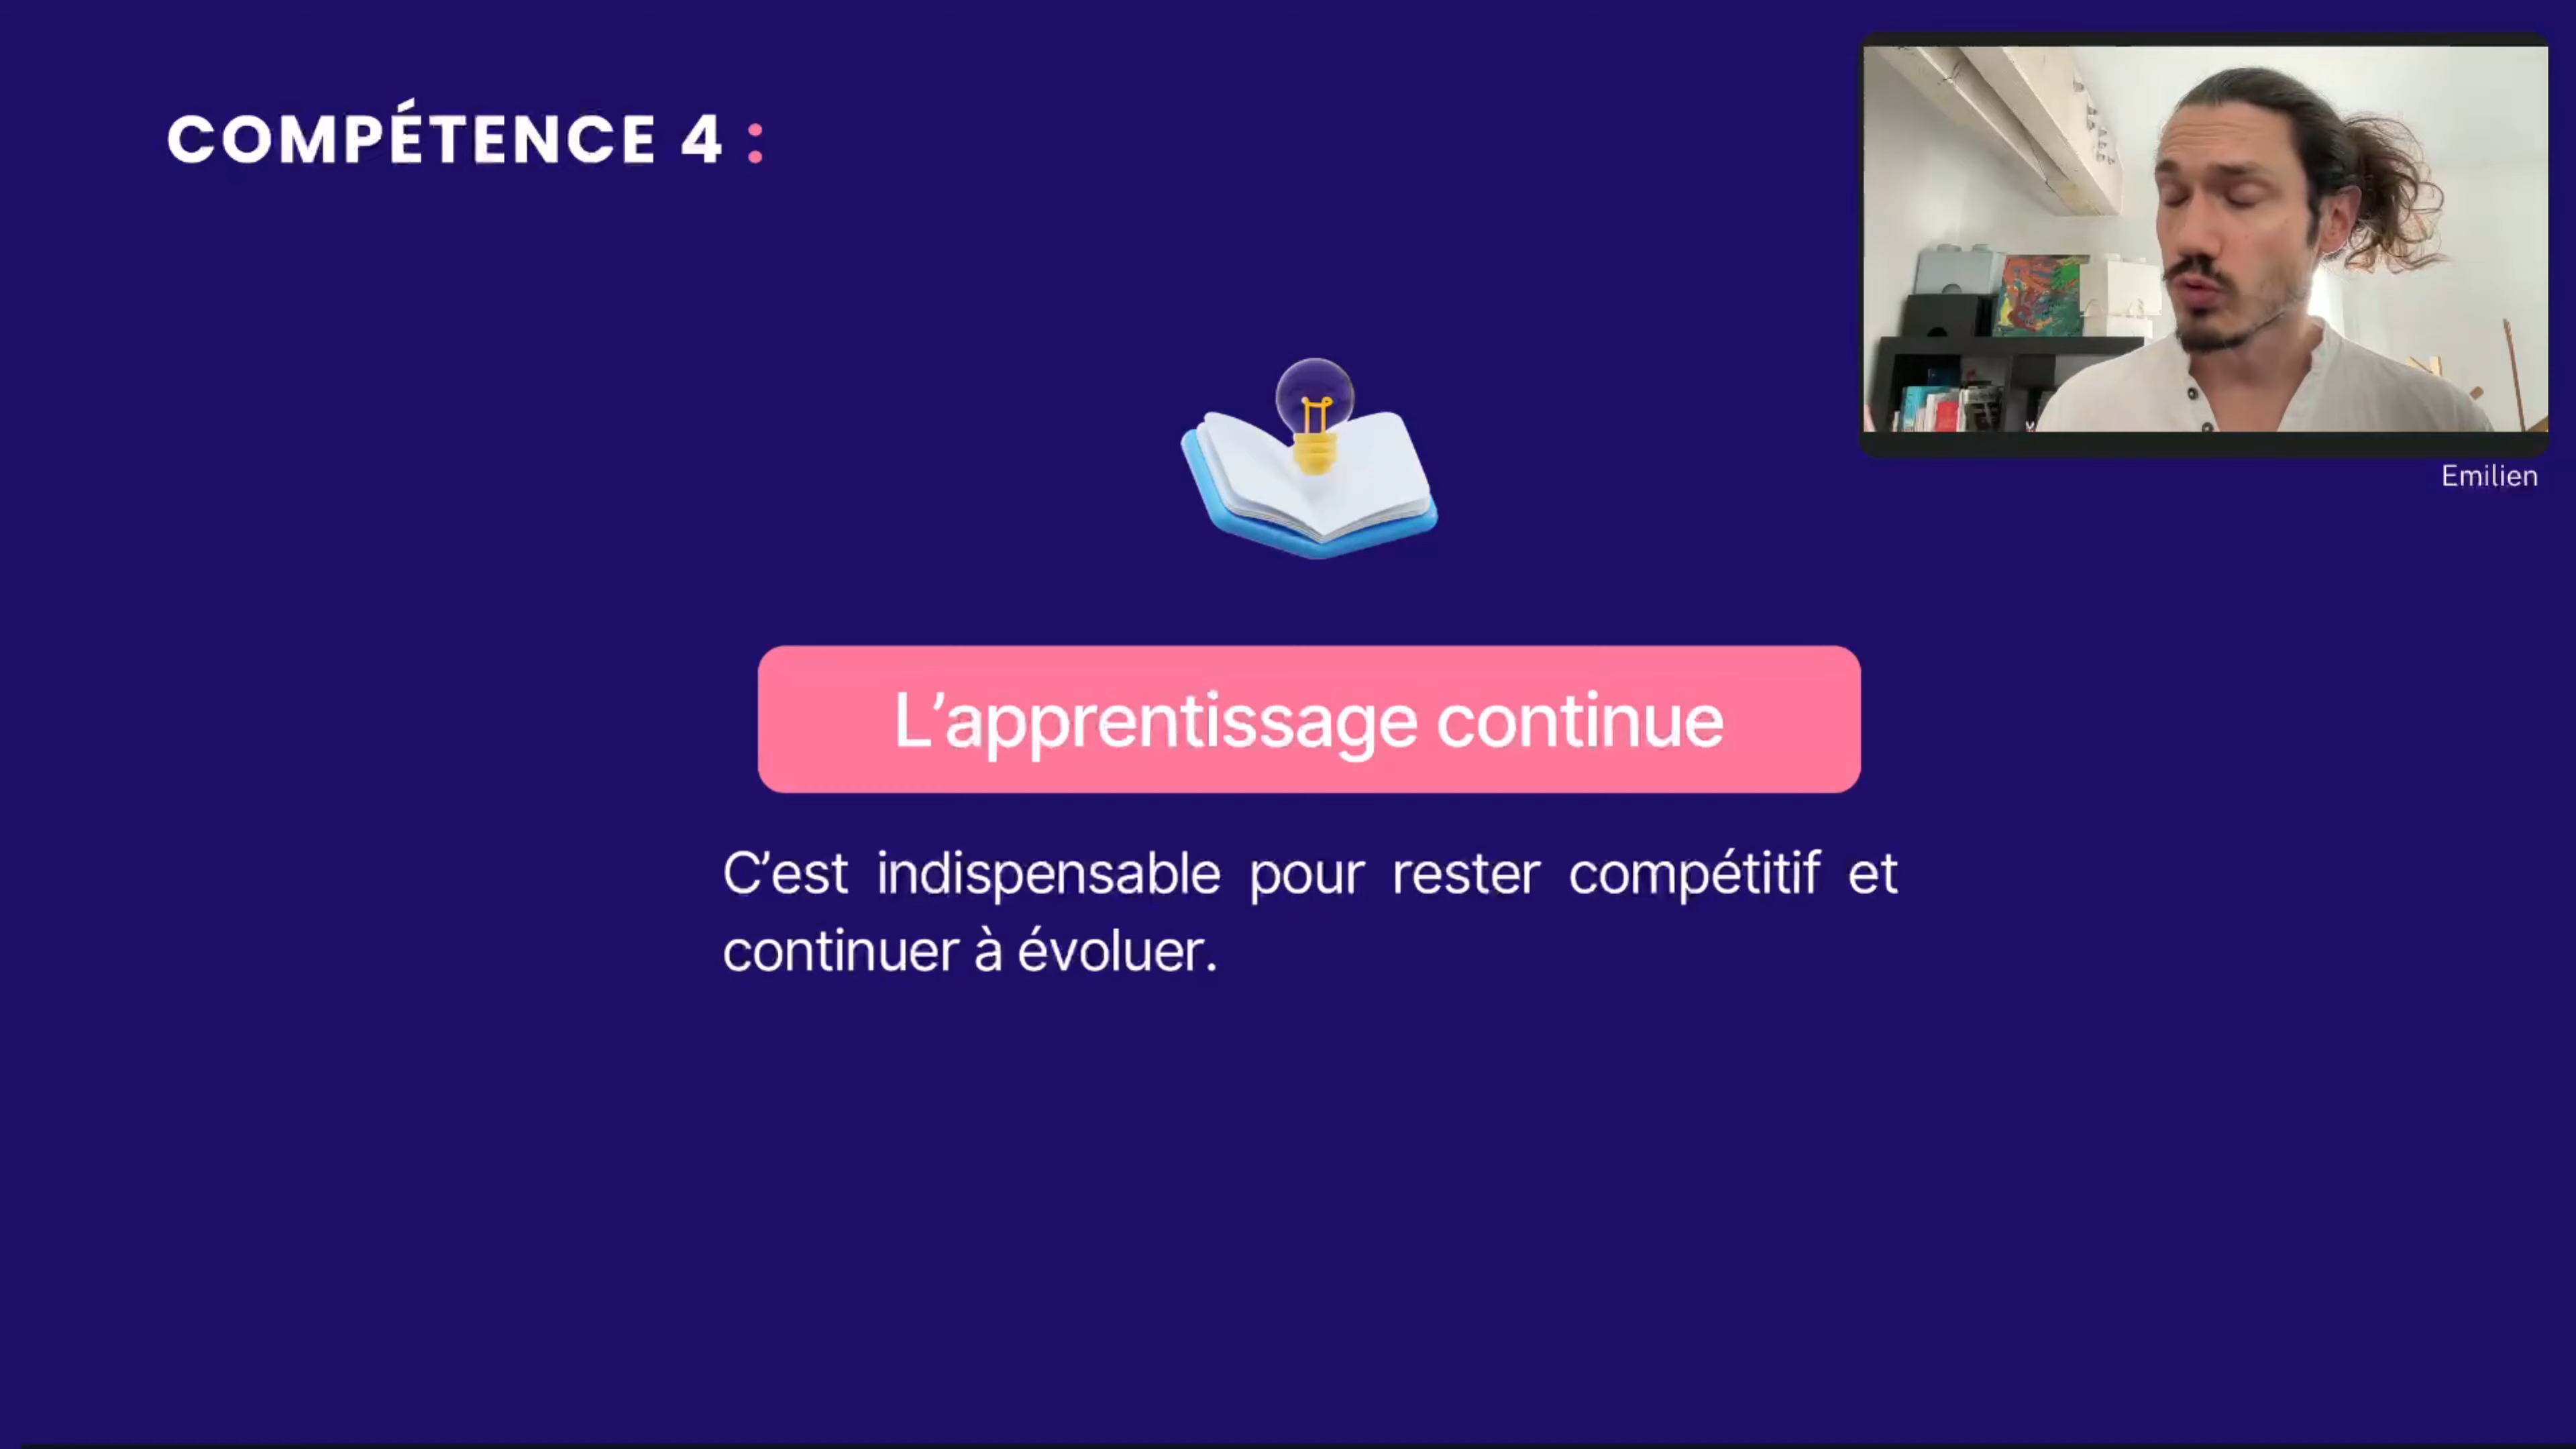 COMPÉTENCE 4 :
Emilien
L’apprentissage continue
C’est indispensable pour rester compétitif et
continuer à évoluer.